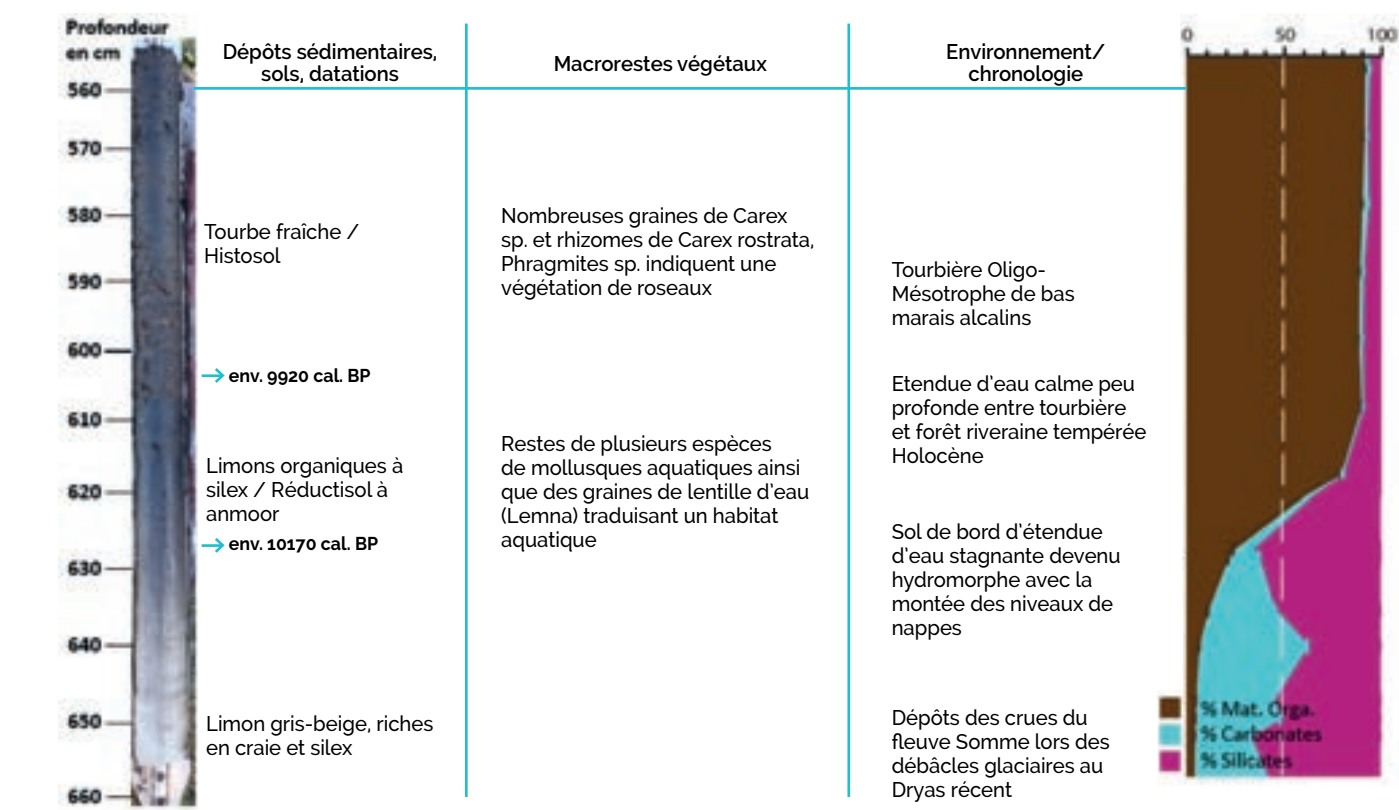 Profondeur
en cm
560
570
580
590
600
610
620
630
640
650
660
Dépôts sédimentaires,
sols, datations
Tourbe fraîche /
Histosol
→ env. 9920 cal. BP
Limons organiques à
silex / Réductisol à
anmoor
→ env. 10170 cal. BP
Limon gris-beige, riches
en craie et silex
Macrorestes végétaux
Nombreuses graines de Carex
sp. et rhizomes de Carex rostrata,
Phragmites sp. indiquent une
végétation de roseaux
Restes de plusieurs espèces
de mollusques aquatiques ainsi
que des graines de lentille d'eau
(Lemna) traduisant un habitat
aquatique
Environnement/
chronologie
Tourbière Oligo-
Mésotrophe de bas
marais alcalins
Etendue d'eau calme peu
profonde entre tourbière
et forêt riveraine tempérée
Holocène
Sol de bord d'étendue
d'eau stagnante devenu
hydromorphe avec la
montée des niveaux de
nappes
Dépôts des crues du
fleuve Somme lors des
débâcles glaciaires au
Dryas récent
0 50 100
% Mat. Orga.
% Carbonates
% Silicates